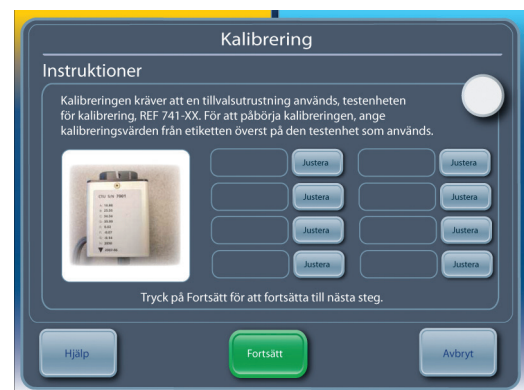 Kalibrering
Instruktioner
Kalibreringen kräver att en tillvalsutrustning används, testenheten
för kalibrering, REF 741-XX. För att påbörja kalibreringen, ange
kalibreringsvärden från etiketten överst på den testenhet som används.
Justera Justera
Justera Justera
Justera Justera
Justera Justera
Tryck på Fortsätt för att fortsätta till nästa steg.
Hjälp Fortsätt Avbryt